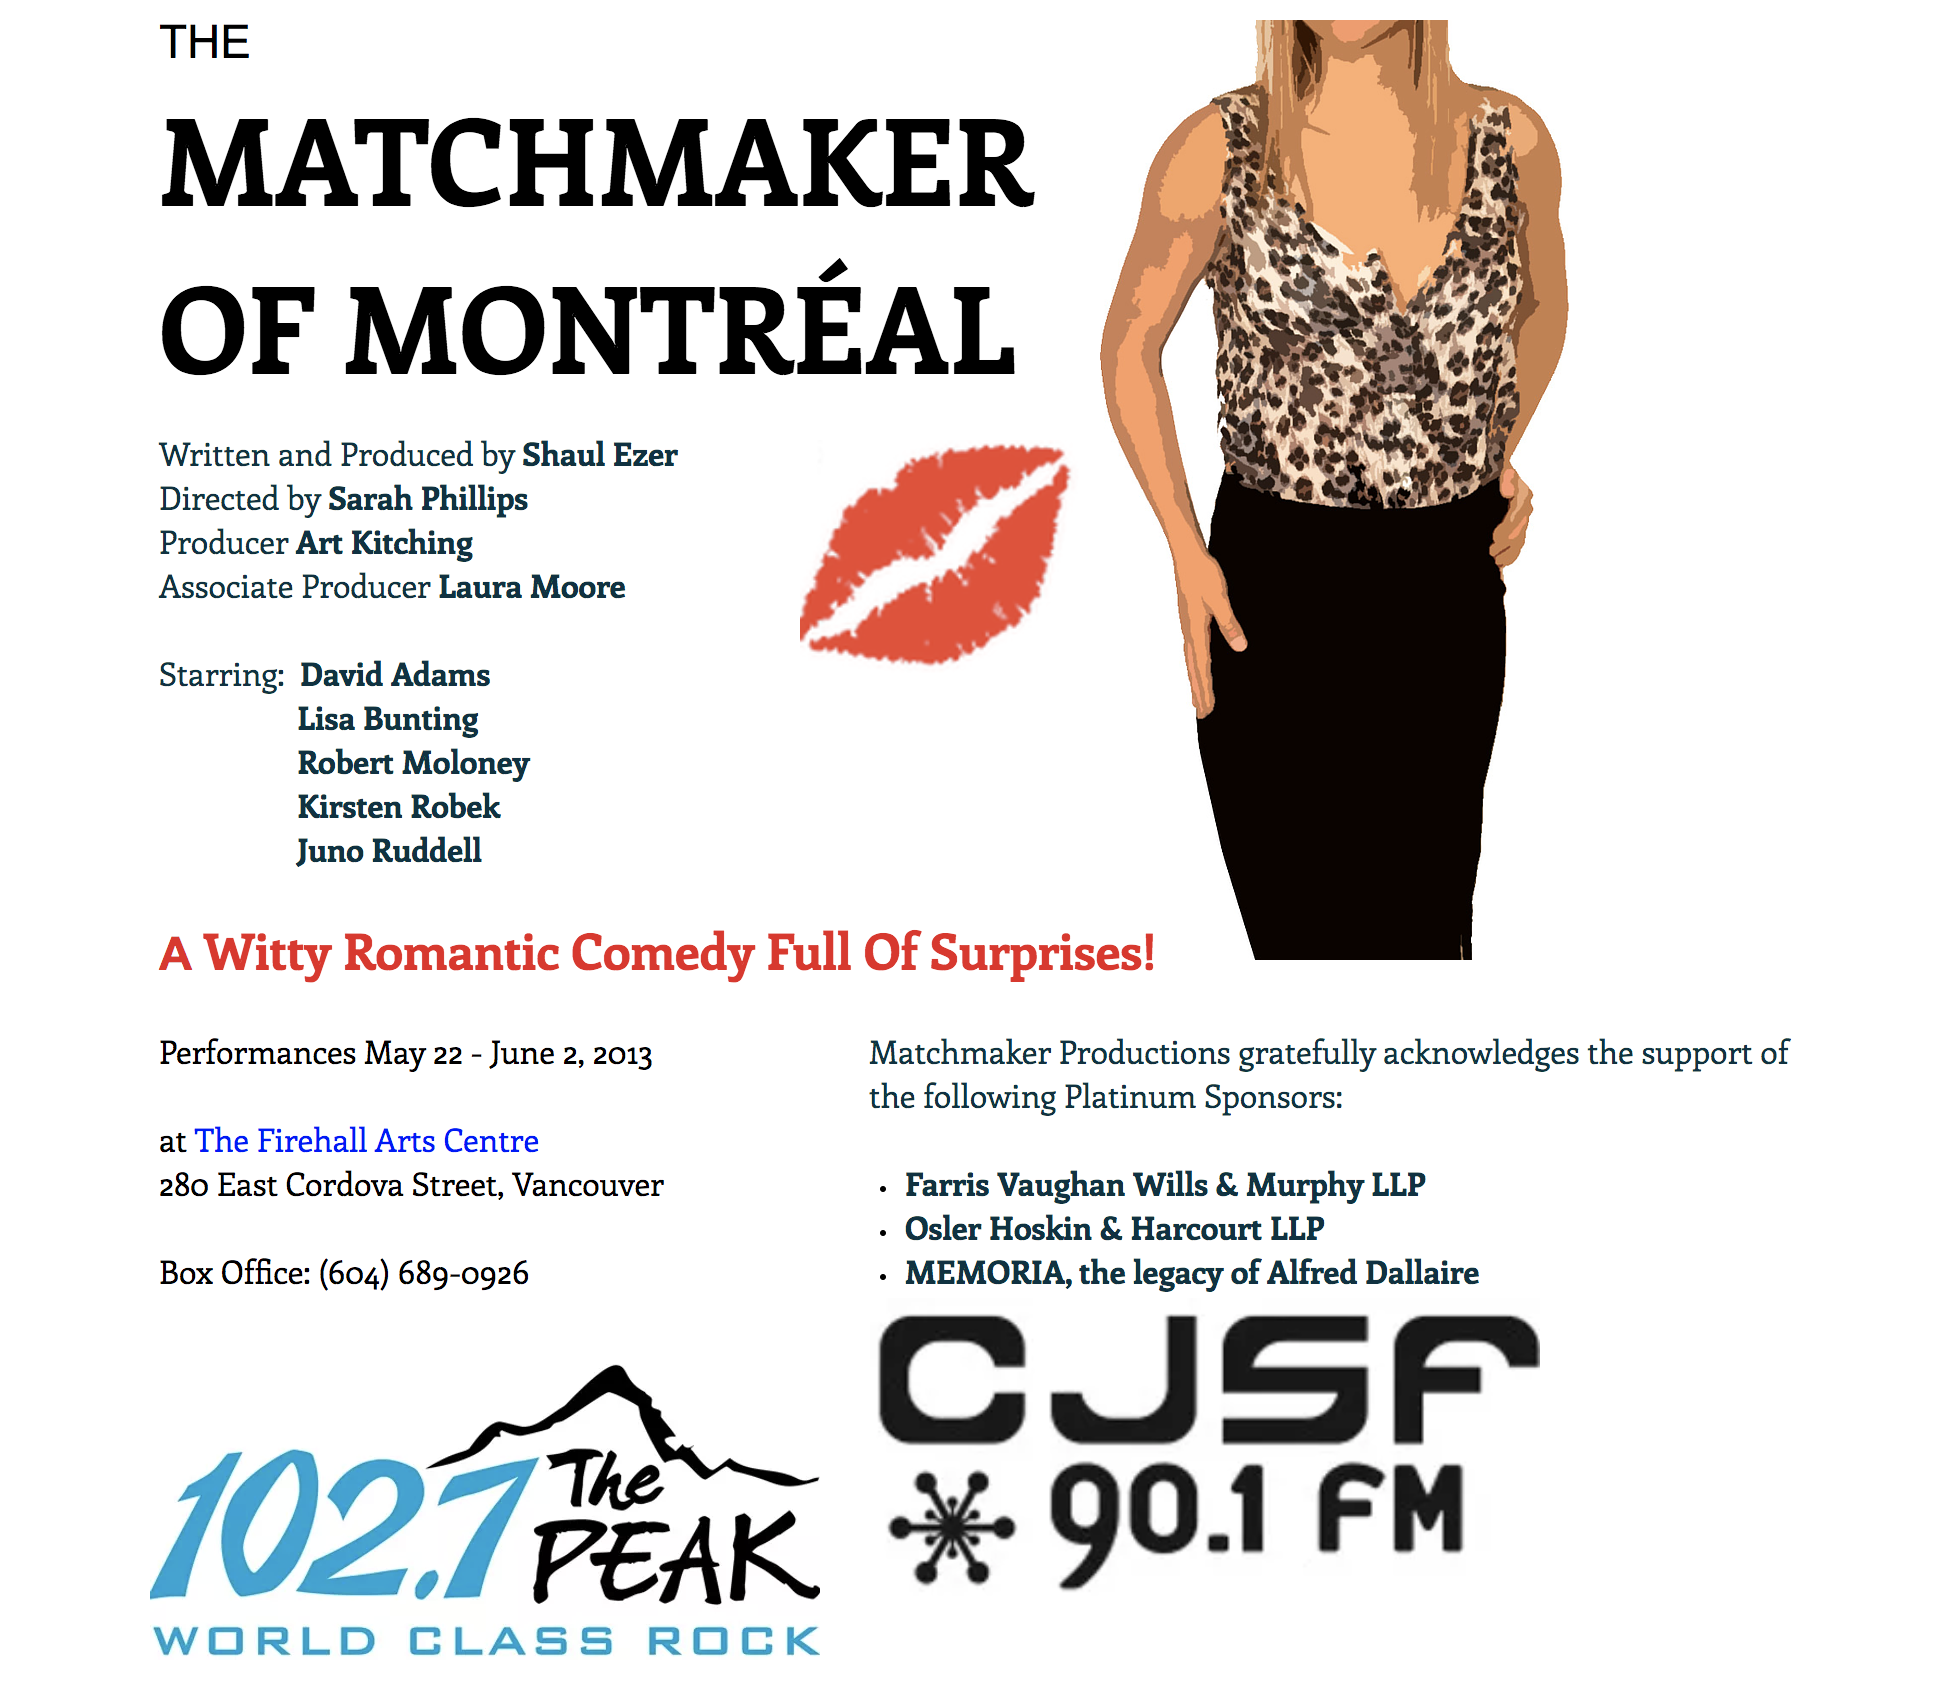 THE
MATCHMAKER
OF MONTRÉAL
Written and Produced by Shaul Ezer
Directed by Sarah Phillips
Producer Art Kitching
Associate Producer Laura Moore
Starring: David Adams
Lisa Bunting
Robert Moloney
Kirsten Robek
Juno Ruddell
A Witty Romantic Comedy Full Of Surprises!
Performances May 22 - June 2, 2013
at The Firehall Arts Centre
280 East Cordova Street, Vancouver
Box Office: (604) 689-0926
Matchmaker Productions gratefully acknowledges the support of
the following Platinum Sponsors:
• Farris Vaughan Wills & Murphy LLP
• Osler Hoskin & Harcourt LLP
• MEMORIA, the legacy of Alfred Dallaire
102.7 The PEAK
WORLD CLASS ROCK
CJSF
90.1 FM